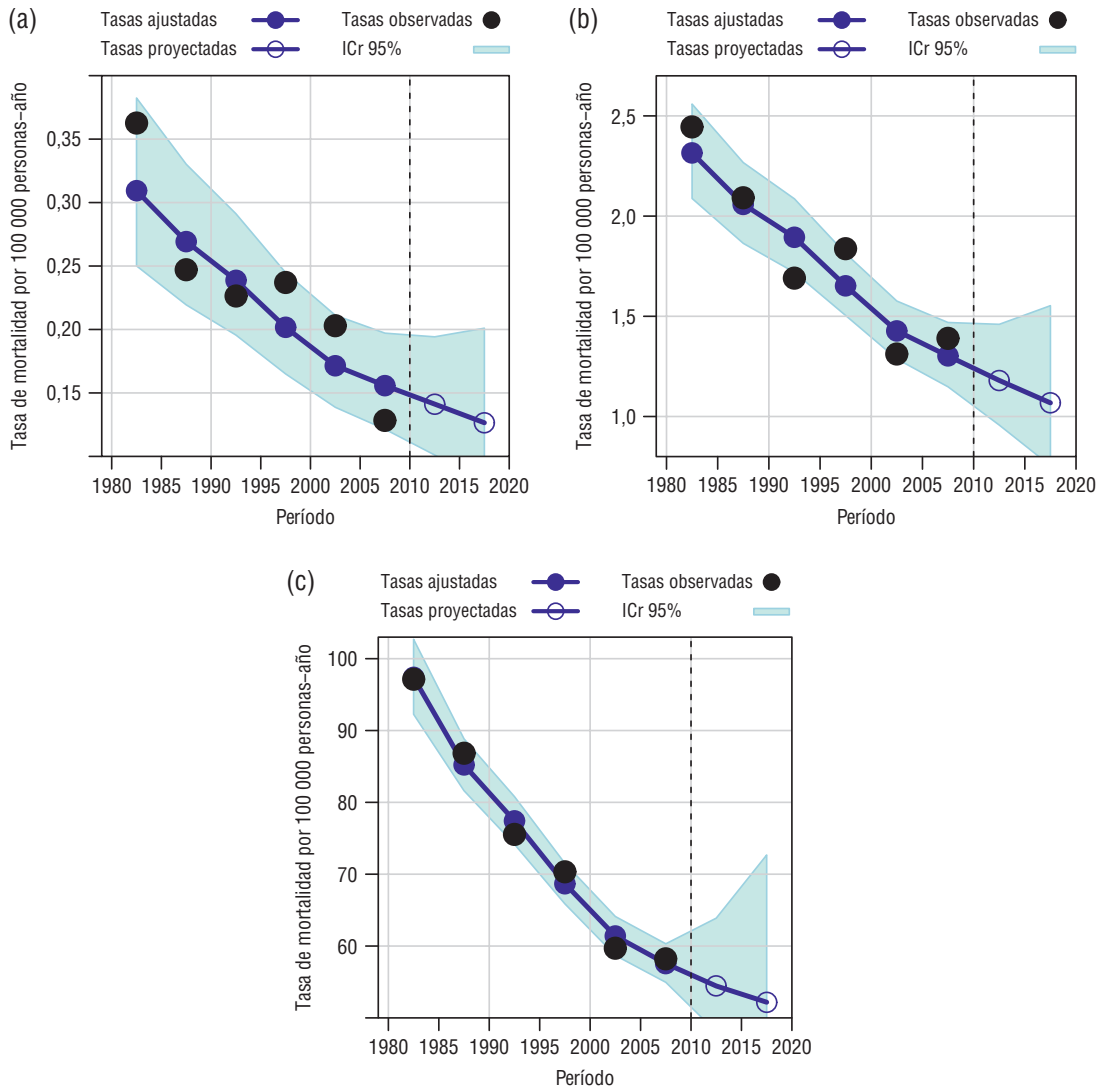 (a)
Tasas ajustadas
Tasas observadas
Tasas proyectadas
ICr 95%
Tasa de mortalidad por 100 000 personas–año
0,35
0,30
0,25
0,20
0,15
1980 1985 1990 1995 2000 2005 2010 2015 2020
Período
(b)
Tasas ajustadas
Tasas observadas
Tasas proyectadas
ICr 95%
Tasa de mortalidad por 100 000 personas–año
2,5
2,0
1,5
1,0
1980 1985 1990 1995 2000 2005 2010 2015 2020
Período
(c)
Tasas ajustadas
Tasas observadas
Tasas proyectadas
ICr 95%
Tasa de mortalidad por 100 000 personas–año
100
90
80
70
60
1980 1985 1990 1995 2000 2005 2010 2015 2020
Período